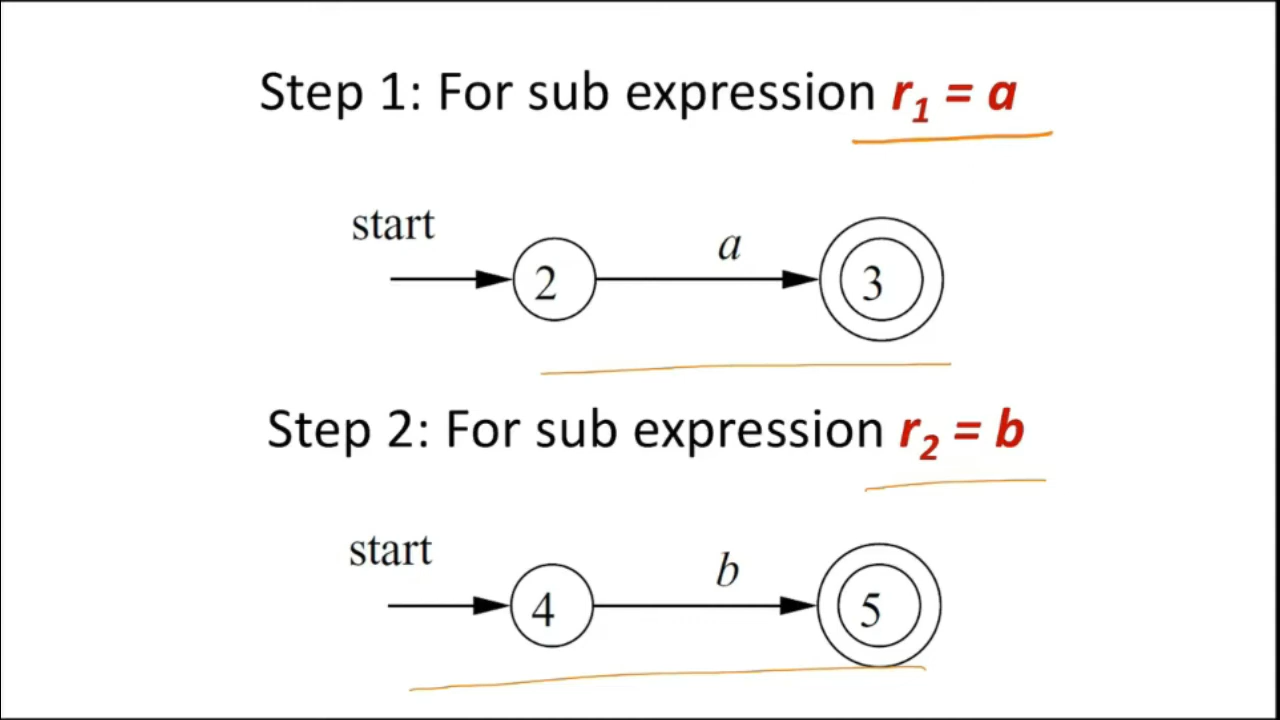 Step 1: For sub expression r₁ = a
start
a
2
3
Step 2: For sub expression r₂ = b
start
b
4
5